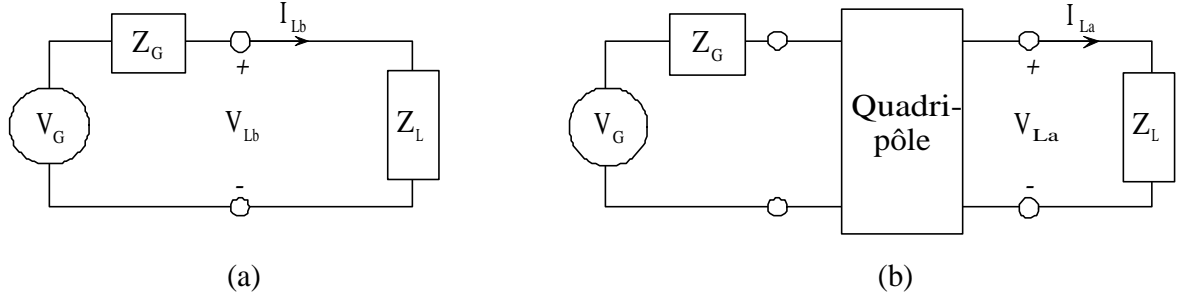 I_Lb
Z_G
+
V_G
V_Lb
Z_L
-
(a)
I_La
Z_G
+
V_G
Quadri-
pôle
V_La
Z_L
-
(b)